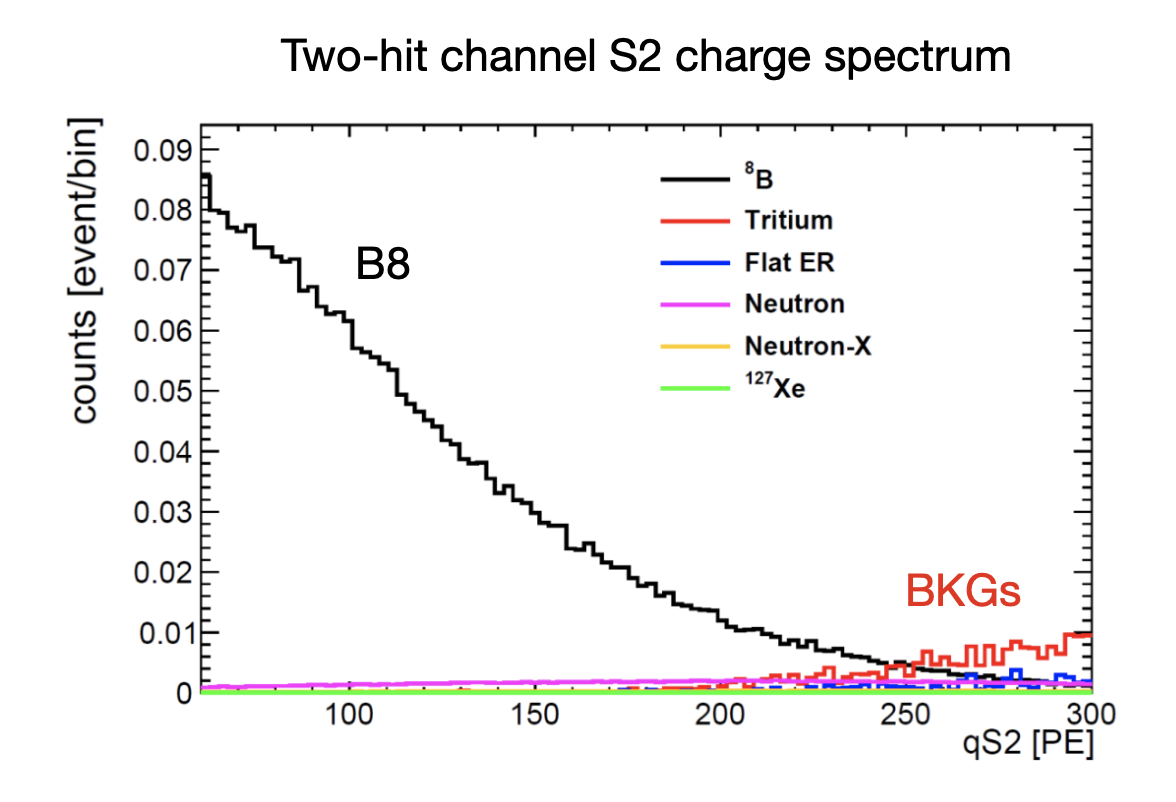 Two-hit channel S2 charge spectrum
counts [event/bin]
0.09
0.08
0.07
0.06
0.05
0.04
0.03
0.02
0.01
0
⁸B
Tritium
Flat ER
Neutron
Neutron-X
¹²⁷Xe
B8
BKGs
100 150 200 250 300
qS2 [PE]